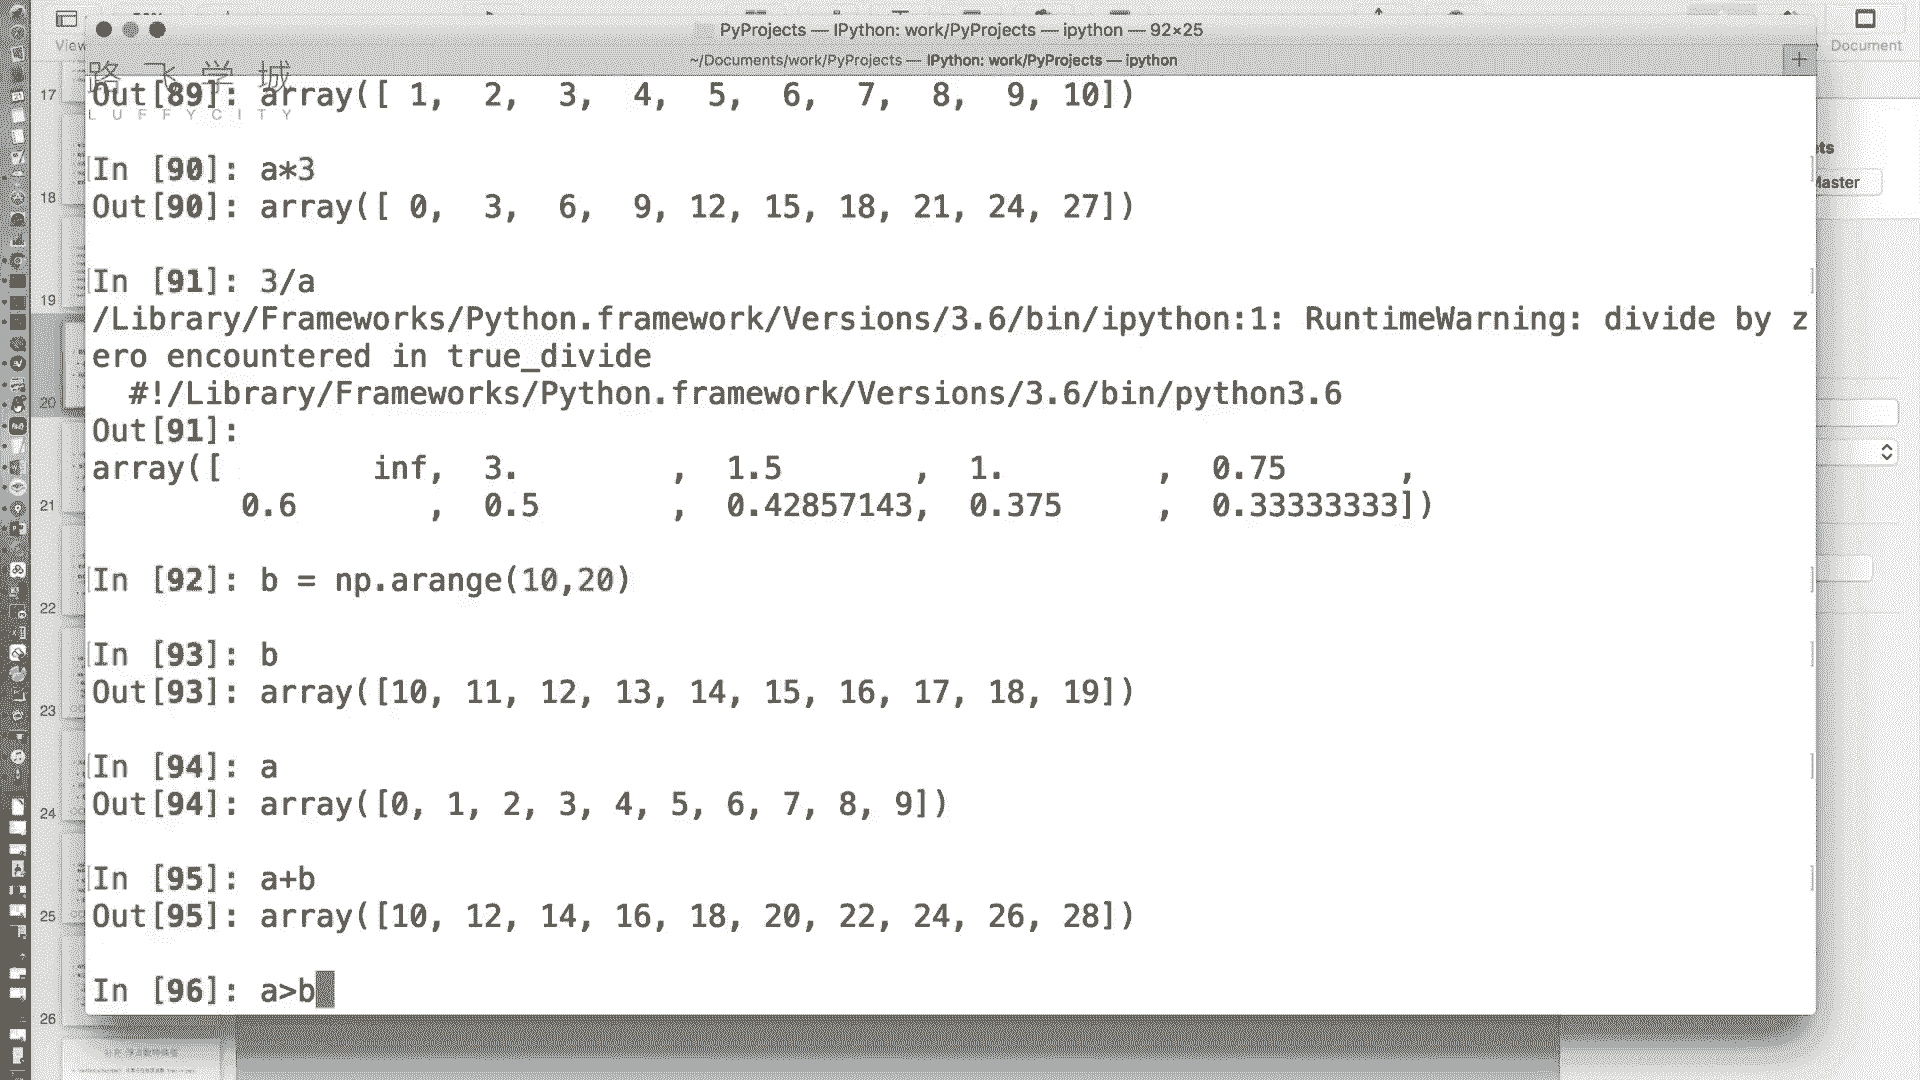 View
Document
PyProjects — IPython: work/PyProjects — ipython — 92×25
~/Documents/work/PyProjects — IPython: work/PyProjects — ipython
路飞学城
LUFFYCITY
Out[89]: array([ 1,  2,  3,  4,  5,  6,  7,  8,  9, 10])
In [90]: a*3
Out[90]: array([ 0,  3,  6,  9, 12, 15, 18, 21, 24, 27])
In [91]: 3/a
/Library/Frameworks/Python.framework/Versions/3.6/bin/ipython:1: RuntimeWarning: divide by z
ero encountered in true_divide
  #!/Library/Frameworks/Python.framework/Versions/3.6/bin/python3.6
Out[91]:
array([        inf,  3.        ,  1.5       ,  1.        ,  0.75      ,
        0.6       ,  0.5       ,  0.42857143,  0.375     ,  0.33333333])
In [92]: b = np.arange(10,20)
In [93]: b
Out[93]: array([10, 11, 12, 13, 14, 15, 16, 17, 18, 19])
In [94]: a
Out[94]: array([0, 1, 2, 3, 4, 5, 6, 7, 8, 9])
In [95]: a+b
Out[95]: array([10, 12, 14, 16, 18, 20, 22, 24, 26, 28])
In [96]: a>b
17
18
19
20
21
22
23
24
25
26
ets
Master